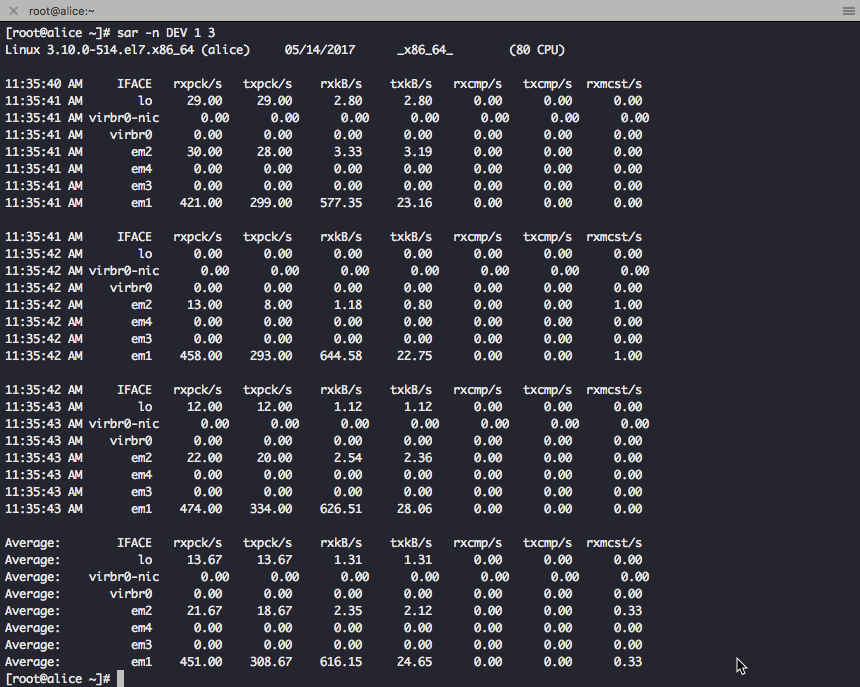 root@alice:~
[root@alice ~]# sar -n DEV 1 3
Linux 3.10.0-514.el7.x86_64 (alice)     05/14/2017      _x86_64_        (80 CPU)
11:35:40 AM     IFACE   rxpck/s   txpck/s    rxkB/s    txkB/s   rxcmp/s   txcmp/s  rxmcst/s
11:35:41 AM        lo     29.00     29.00      2.80      2.80      0.00      0.00      0.00
11:35:41 AM virbr0-nic      0.00      0.00      0.00      0.00      0.00      0.00      0.00
11:35:41 AM    virbr0      0.00      0.00      0.00      0.00      0.00      0.00      0.00
11:35:41 AM       em2     30.00     28.00      3.33      3.19      0.00      0.00      0.00
11:35:41 AM       em4      0.00      0.00      0.00      0.00      0.00      0.00      0.00
11:35:41 AM       em3      0.00      0.00      0.00      0.00      0.00      0.00      0.00
11:35:41 AM       em1    421.00    299.00    577.35     23.16      0.00      0.00      0.00
11:35:41 AM     IFACE   rxpck/s   txpck/s    rxkB/s    txkB/s   rxcmp/s   txcmp/s  rxmcst/s
11:35:42 AM        lo      0.00      0.00      0.00      0.00      0.00      0.00      0.00
11:35:42 AM virbr0-nic      0.00      0.00      0.00      0.00      0.00      0.00      0.00
11:35:42 AM    virbr0      0.00      0.00      0.00      0.00      0.00      0.00      0.00
11:35:42 AM       em2     13.00      8.00      1.18      0.80      0.00      0.00      1.00
11:35:42 AM       em4      0.00      0.00      0.00      0.00      0.00      0.00      0.00
11:35:42 AM       em3      0.00      0.00      0.00      0.00      0.00      0.00      0.00
11:35:42 AM       em1    458.00    293.00    644.58     22.75      0.00      0.00      1.00
11:35:42 AM     IFACE   rxpck/s   txpck/s    rxkB/s    txkB/s   rxcmp/s   txcmp/s  rxmcst/s
11:35:43 AM        lo     12.00     12.00      1.12      1.12      0.00      0.00      0.00
11:35:43 AM virbr0-nic      0.00      0.00      0.00      0.00      0.00      0.00      0.00
11:35:43 AM    virbr0      0.00      0.00      0.00      0.00      0.00      0.00      0.00
11:35:43 AM       em2     22.00     20.00      2.54      2.36      0.00      0.00      0.00
11:35:43 AM       em4      0.00      0.00      0.00      0.00      0.00      0.00      0.00
11:35:43 AM       em3      0.00      0.00      0.00      0.00      0.00      0.00      0.00
11:35:43 AM       em1    474.00    334.00    626.51     28.06      0.00      0.00      0.00
Average:        IFACE   rxpck/s   txpck/s    rxkB/s    txkB/s   rxcmp/s   txcmp/s  rxmcst/s
Average:           lo     13.67     13.67      1.31      1.31      0.00      0.00      0.00
Average:    virbr0-nic      0.00      0.00      0.00      0.00      0.00      0.00      0.00
Average:       virbr0      0.00      0.00      0.00      0.00      0.00      0.00      0.00
Average:          em2     21.67     18.67      2.35      2.12      0.00      0.00      0.33
Average:          em4      0.00      0.00      0.00      0.00      0.00      0.00      0.00
Average:          em3      0.00      0.00      0.00      0.00      0.00      0.00      0.00
Average:          em1    451.00    308.67    616.15     24.65      0.00      0.00      0.33
[root@alice ~]#